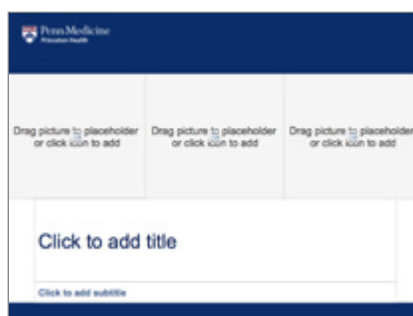 Penn Medicine
Princeton Health
Drag picture to placeholder
or click icon to add
Drag picture to placeholder
or click icon to add
Drag picture to placeholder
or click icon to add
Click to add title
Click to add subtitle